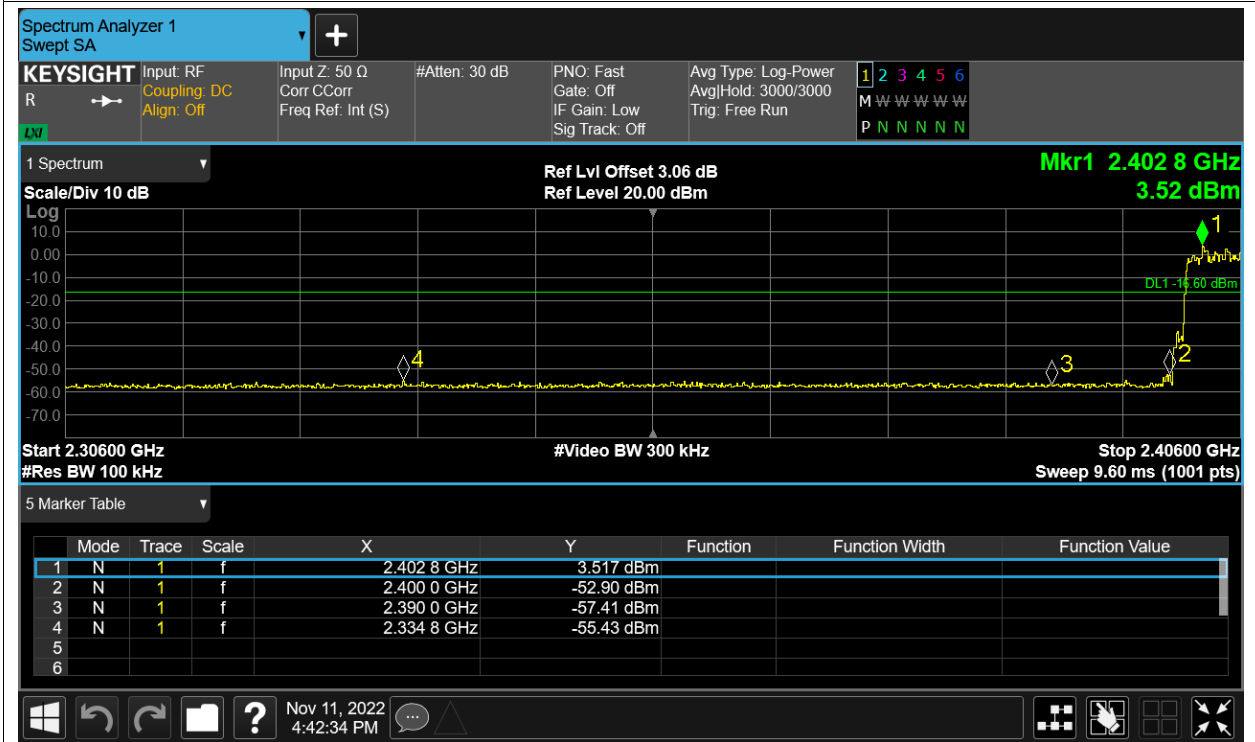 Spectrum Analyzer 1
Swept SA
+
KEYSIGHT
R
LXI
Input: RF
Coupling: DC
Align: Off
Input Z: 50 Ω
Corr CCorr
Freq Ref: Int (S)
#Atten: 30 dB
PNO: Fast
Gate: Off
IF Gain: Low
Sig Track: Off
Avg Type: Log-Power
Avg|Hold: 3000/3000
Trig: Free Run
1 2 3 4 5 6
M W W W W W
P N N N N N
1 Spectrum
Scale/Div 10 dB
Ref Lvl Offset 3.06 dB
Ref Level 20.00 dBm
Mkr1 2.402 8 GHz
3.52 dBm
Log
10.0
0.00
-10.0
-20.0
-30.0
-40.0
-50.0
-60.0
-70.0
1
DL1 -16.60 dBm
4
3
2
Start 2.30600 GHz
#Res BW 100 kHz
#Video BW 300 kHz
Stop 2.40600 GHz
Sweep 9.60 ms (1001 pts)
5 Marker Table
Mode Trace Scale X Y Function Function Width Function Value
1 N 1 f 2.402 8 GHz 3.517 dBm
2 N 1 f 2.400 0 GHz -52.90 dBm
3 N 1 f 2.390 0 GHz -57.41 dBm
4 N 1 f 2.334 8 GHz -55.43 dBm
5
6
?
Nov 11, 2022
4:42:34 PM